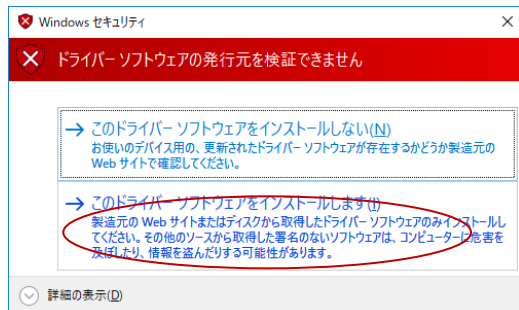 Windows セキュリティ
ドライバー ソフトウェアの発行元を検証できません
このドライバー ソフトウェアをインストールしない(N)
お使いのデバイス用の、更新されたドライバー ソフトウェアが存在するかどうか製造元の
Web サイトで確認してください。
このドライバー ソフトウェアをインストールします(I)
製造元の Web サイトまたはディスクから取得したドライバー ソフトウェアのみインストールし
てください。その他のソースから取得した署名のないソフトウェアは、コンピューターに危害を
及ぼしたり、情報を盗んだりする可能性があります。
詳細の表示(D)